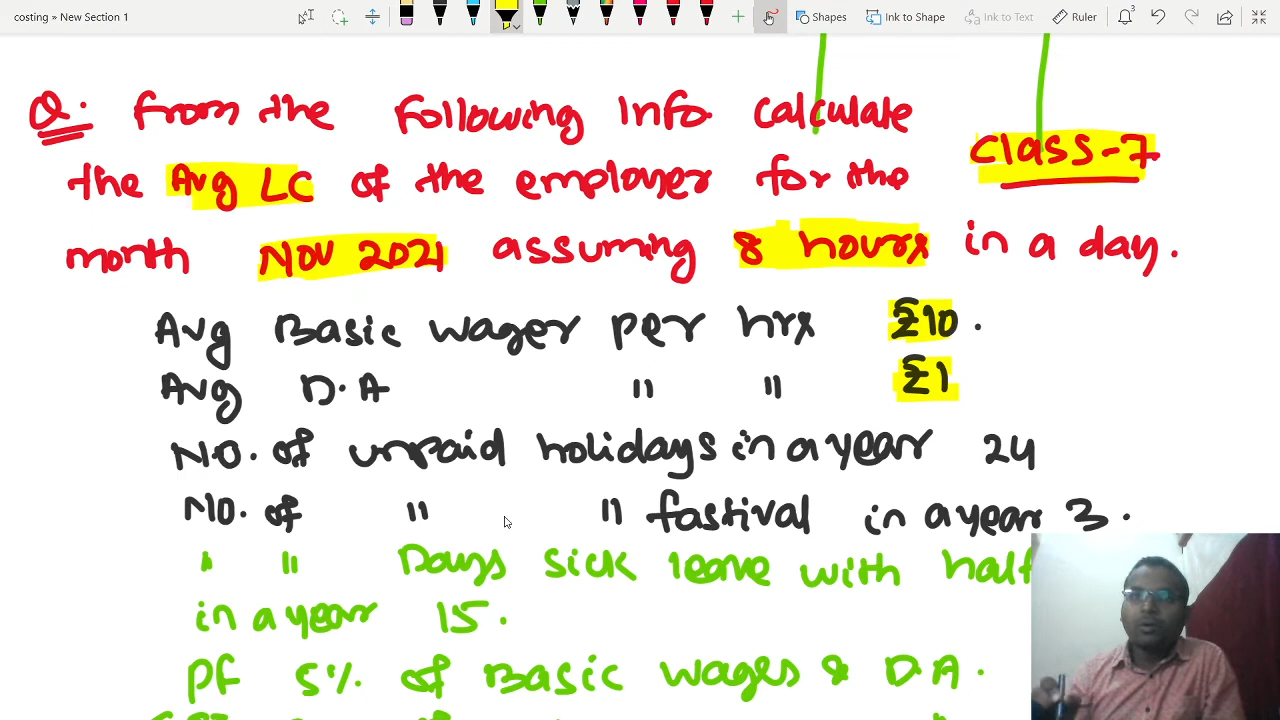 costing » New Section 1
Shapes
Ink to Shape
Ink to Text
Ruler
Q. From the Following Info calculate
the Avg LC of the employer for the
Class-7
month NOV 2021 assuming 8 hours in a day.
Avg Basic wager per hrs ₹10.
Avg D.A " " ₹1
NO. of unpaid holidays in a year 24
NO. of " " fastival in a year 3.
" " Days sick leave with half
in a year 15.
PF 5% of Basic wages & D.A.